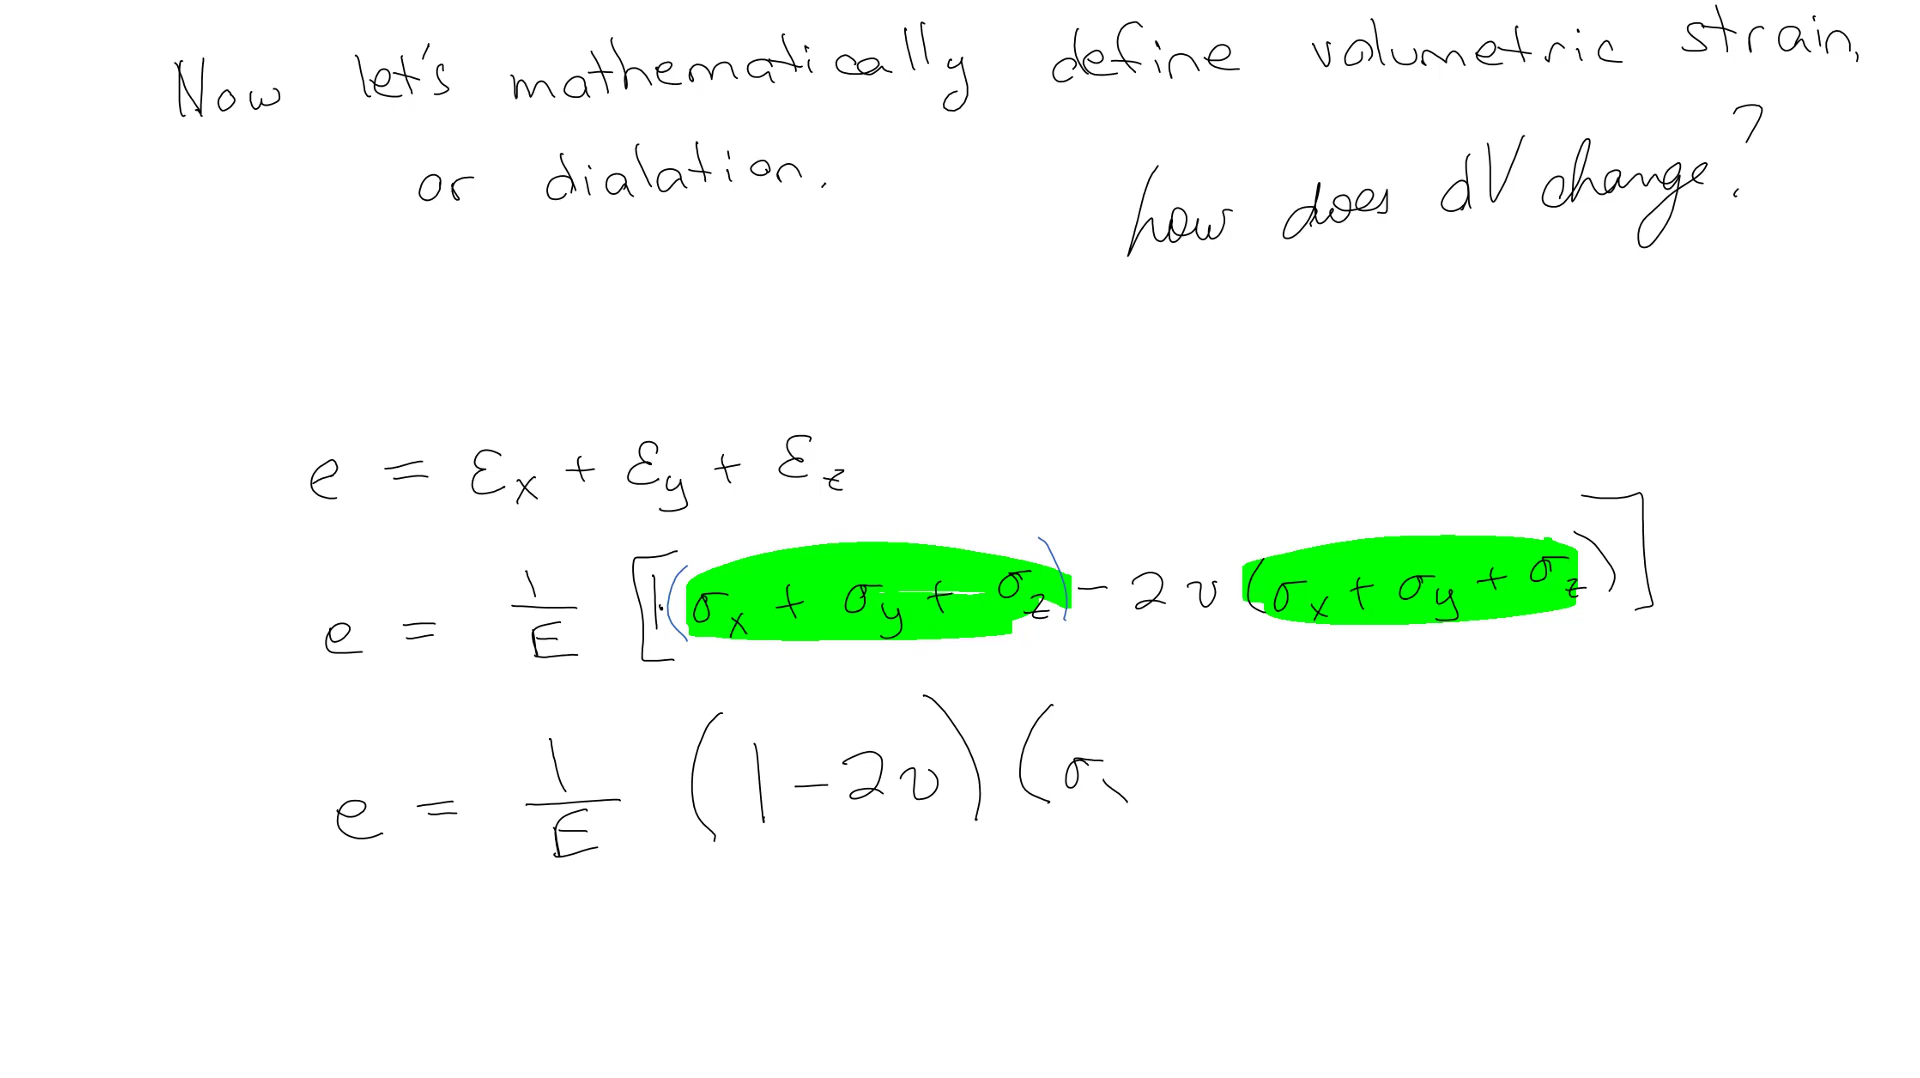 Now let's mathematically define volumetric strain,
or dialation.
how does dV change?
e = εx + εy + εz
e = 1/E [1·(σx + σy + σz) - 2ν (σx + σy + σz)]
e = 1/E (1 - 2ν) (σ